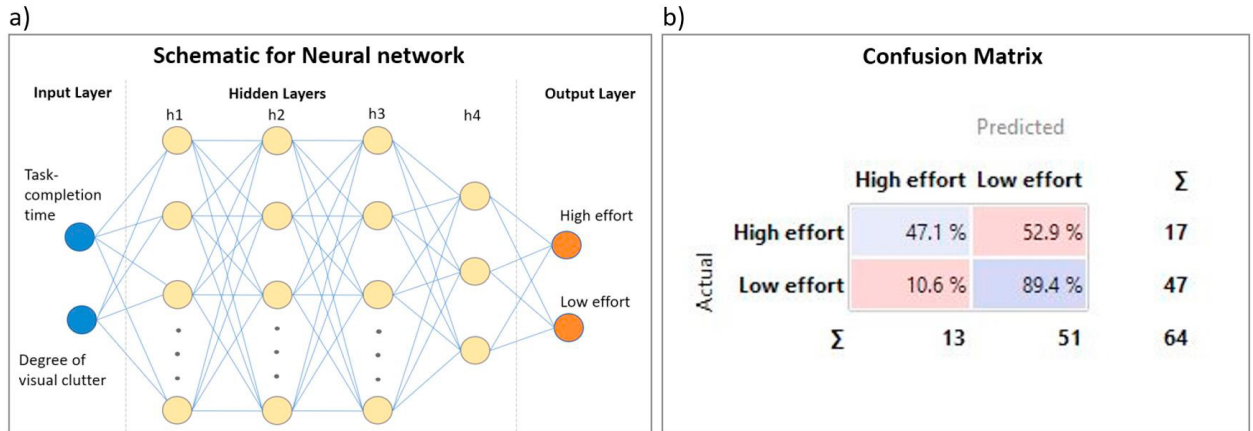 a)
Schematic for Neural network
Input Layer
Hidden Layers
Output Layer
h1 h2 h3 h4
Task-
completion
time
Degree of
visual clutter
High effort
Low effort
b)
Confusion Matrix
Predicted
High effort Low effort Σ
Actual
High effort 47.1 % 52.9 % 17
Low effort 10.6 % 89.4 % 47
Σ 13 51 64